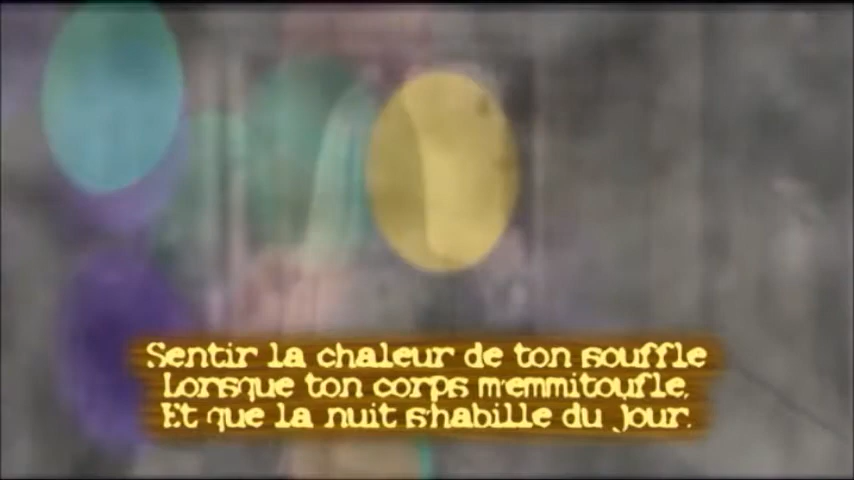 Sentir la chaleur de ton souffle
Lorsque ton corps m'emmitoufle,
Et que la nuit s'habille du jour.